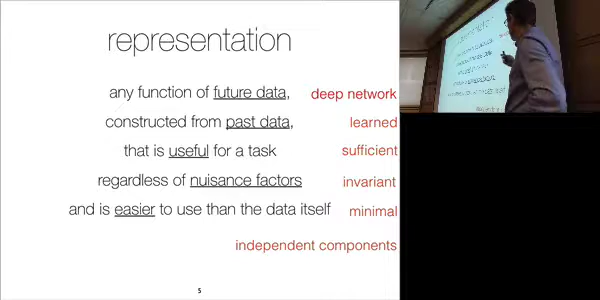 representation
any function of future data, deep network
constructed from past data, learned
that is useful for a task sufficient
regardless of nuisance factors invariant
and is easier to use than the data itself minimal
independent components
5